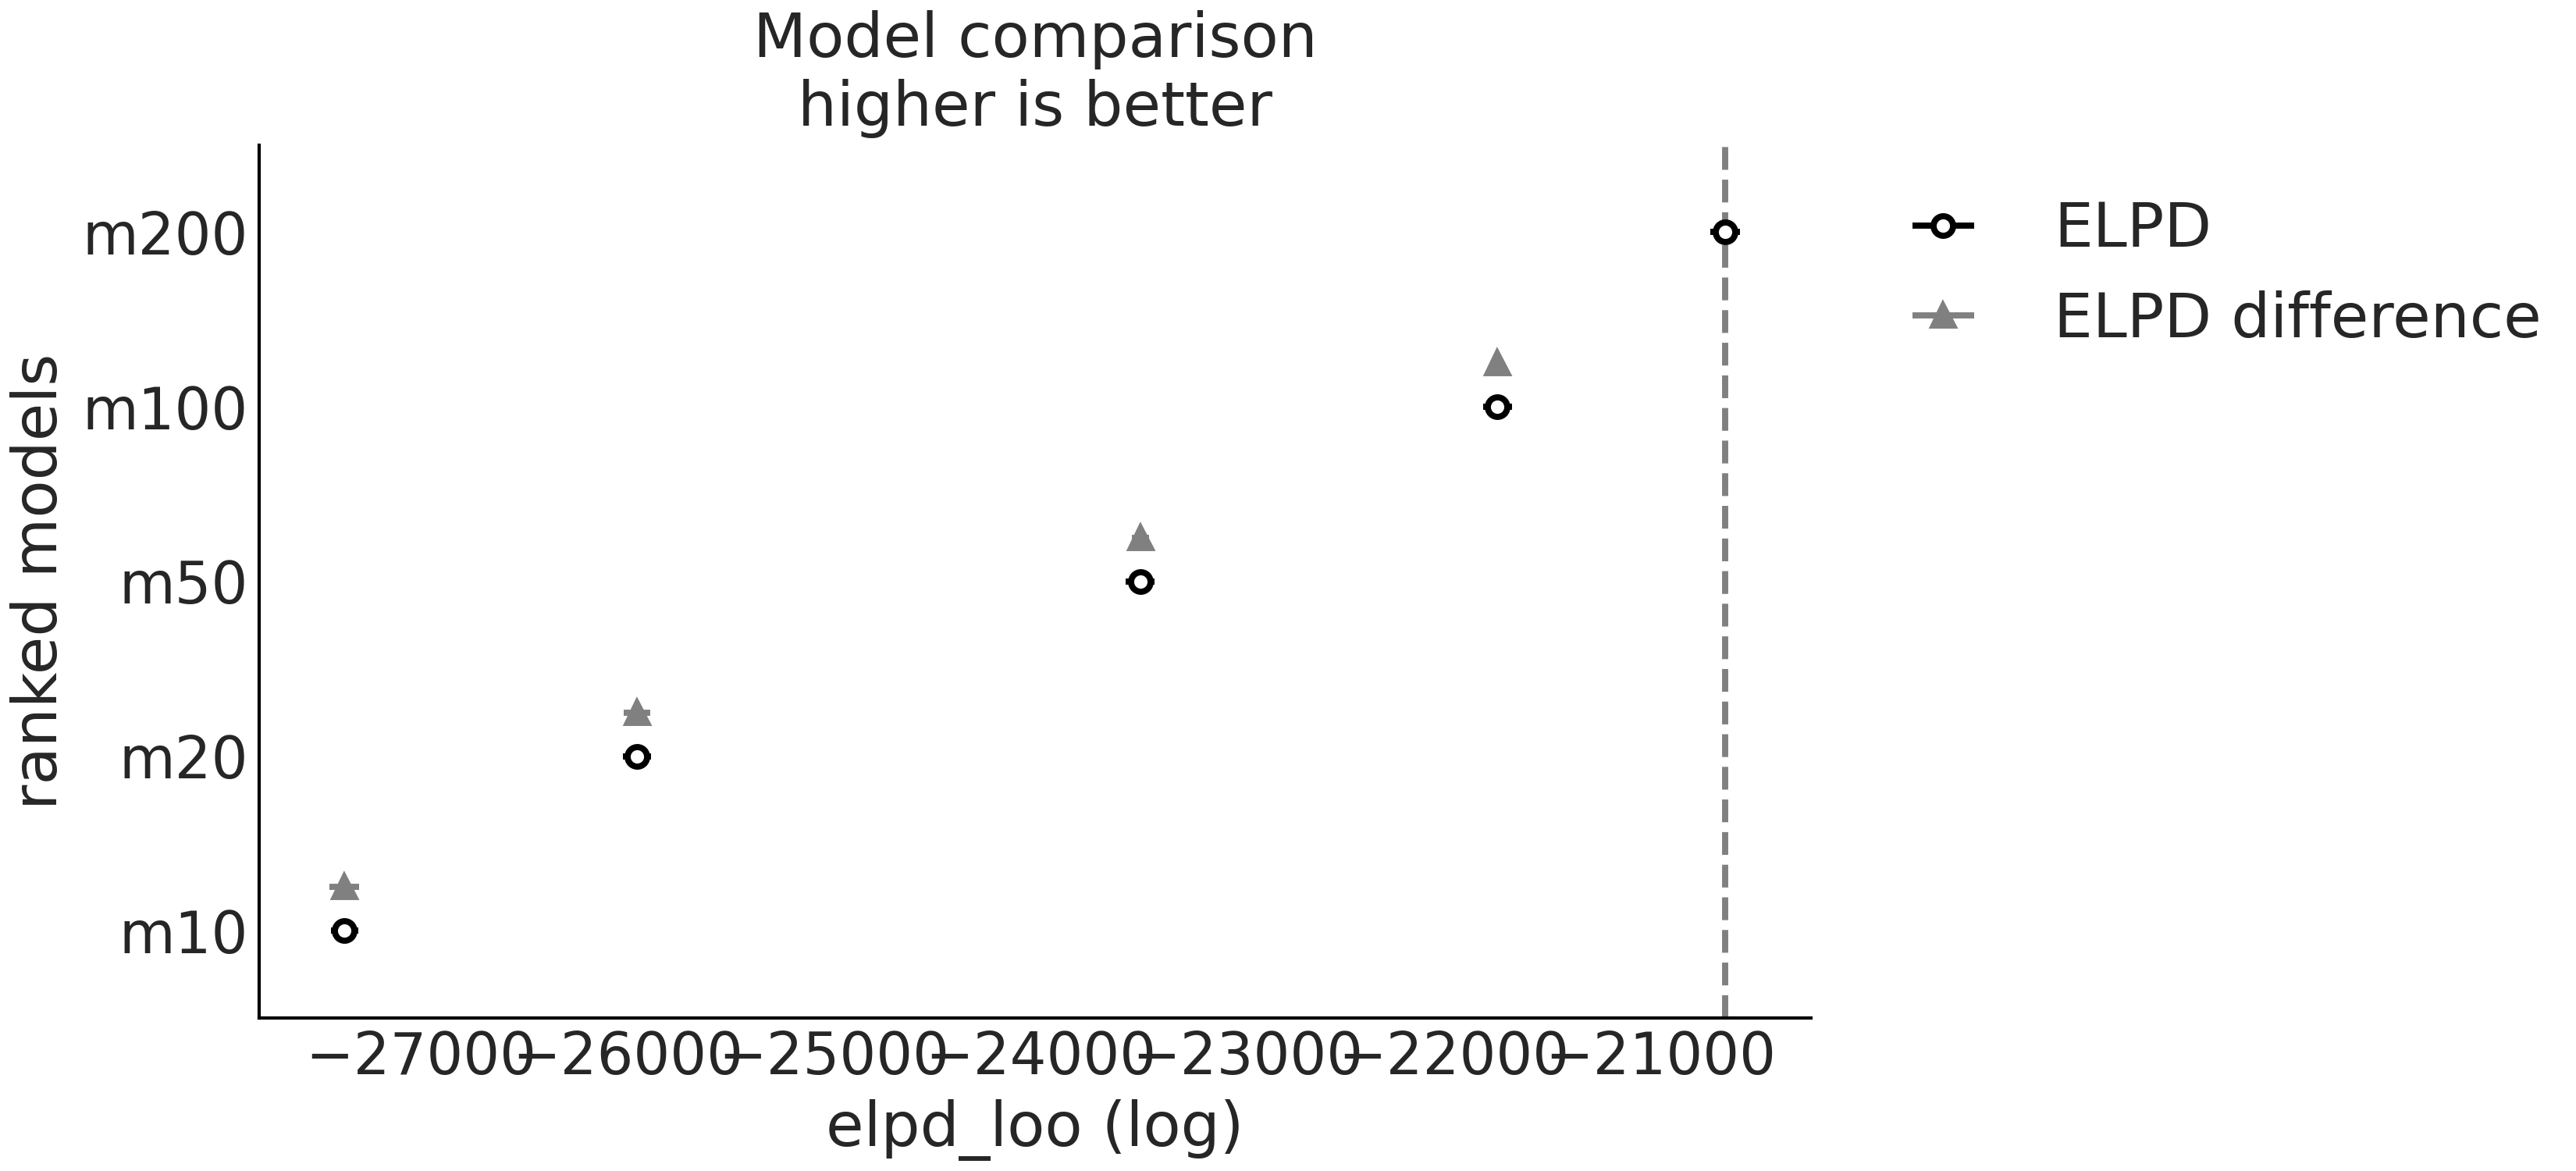 Model comparison
higher is better
ranked models
m200
m100
m50
m20
m10
−27000 −26000 −25000 −24000 −23000 −22000 −21000
elpd_loo (log)
ELPD
ELPD difference